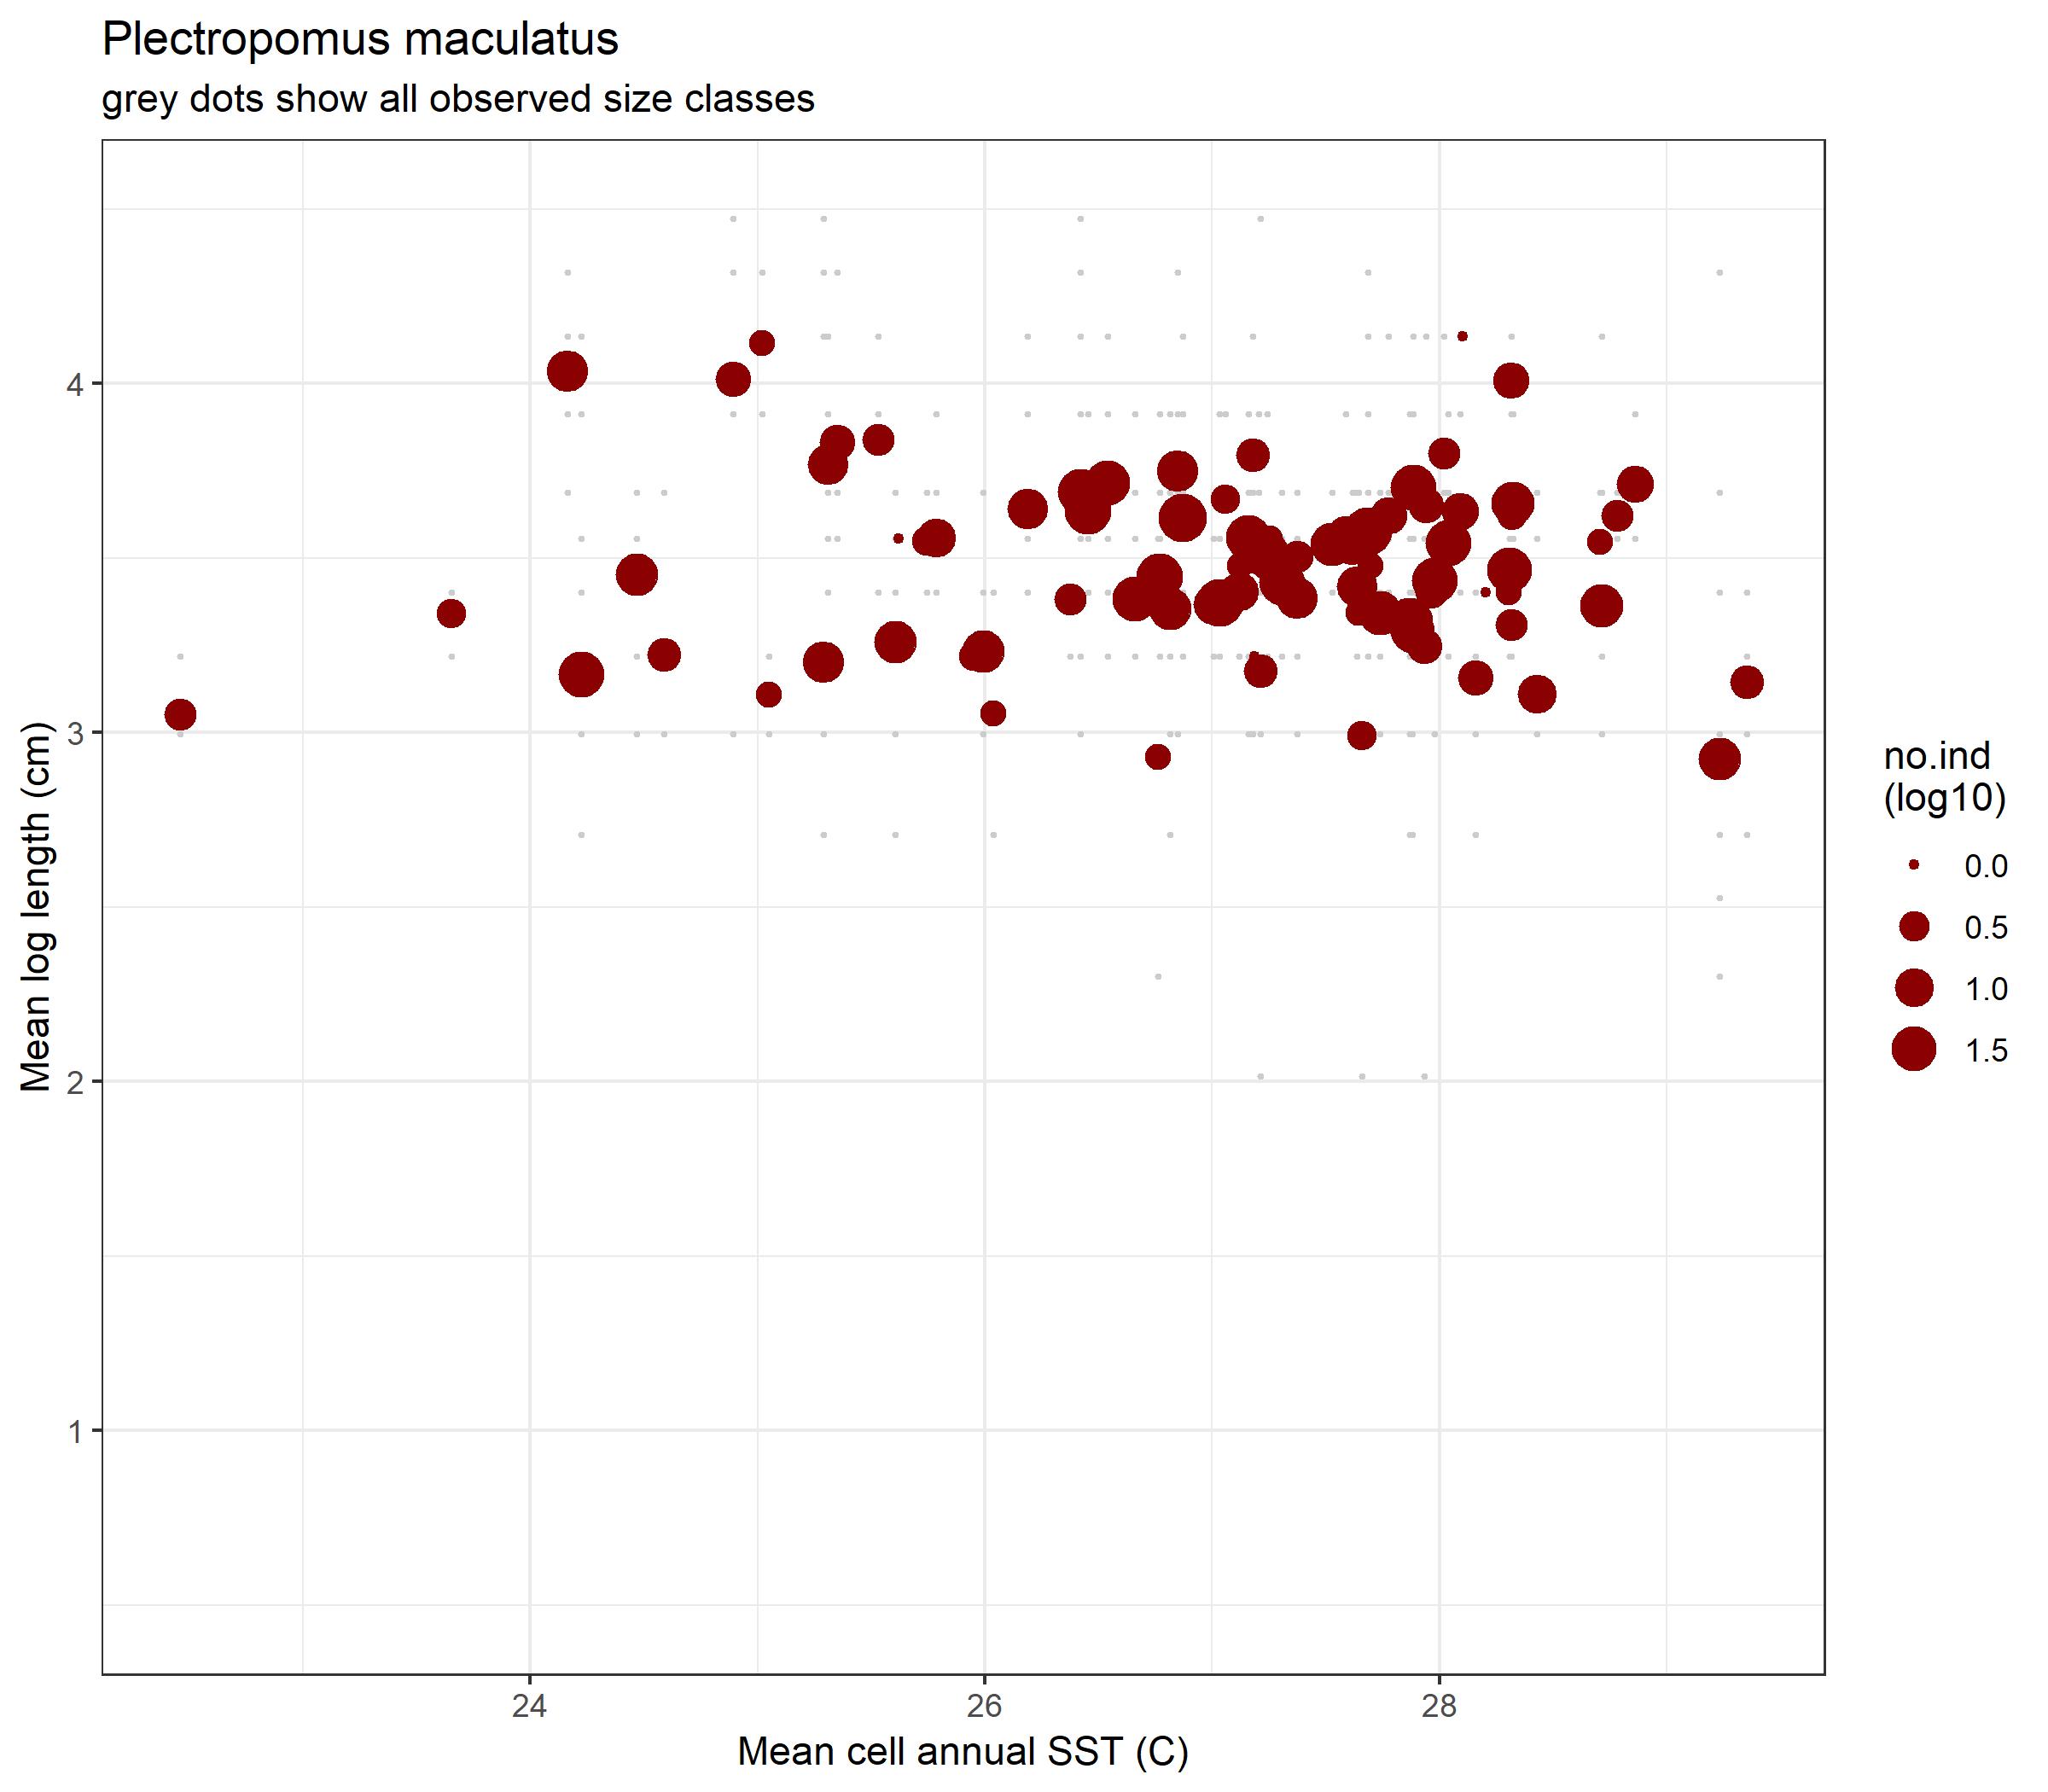 Plectropomus maculatus
grey dots show all observed size classes
Mean log length (cm)
4
3
2
1
24
26
28
Mean cell annual SST (C)
no.ind
(log10)
0.0
0.5
1.0
1.5